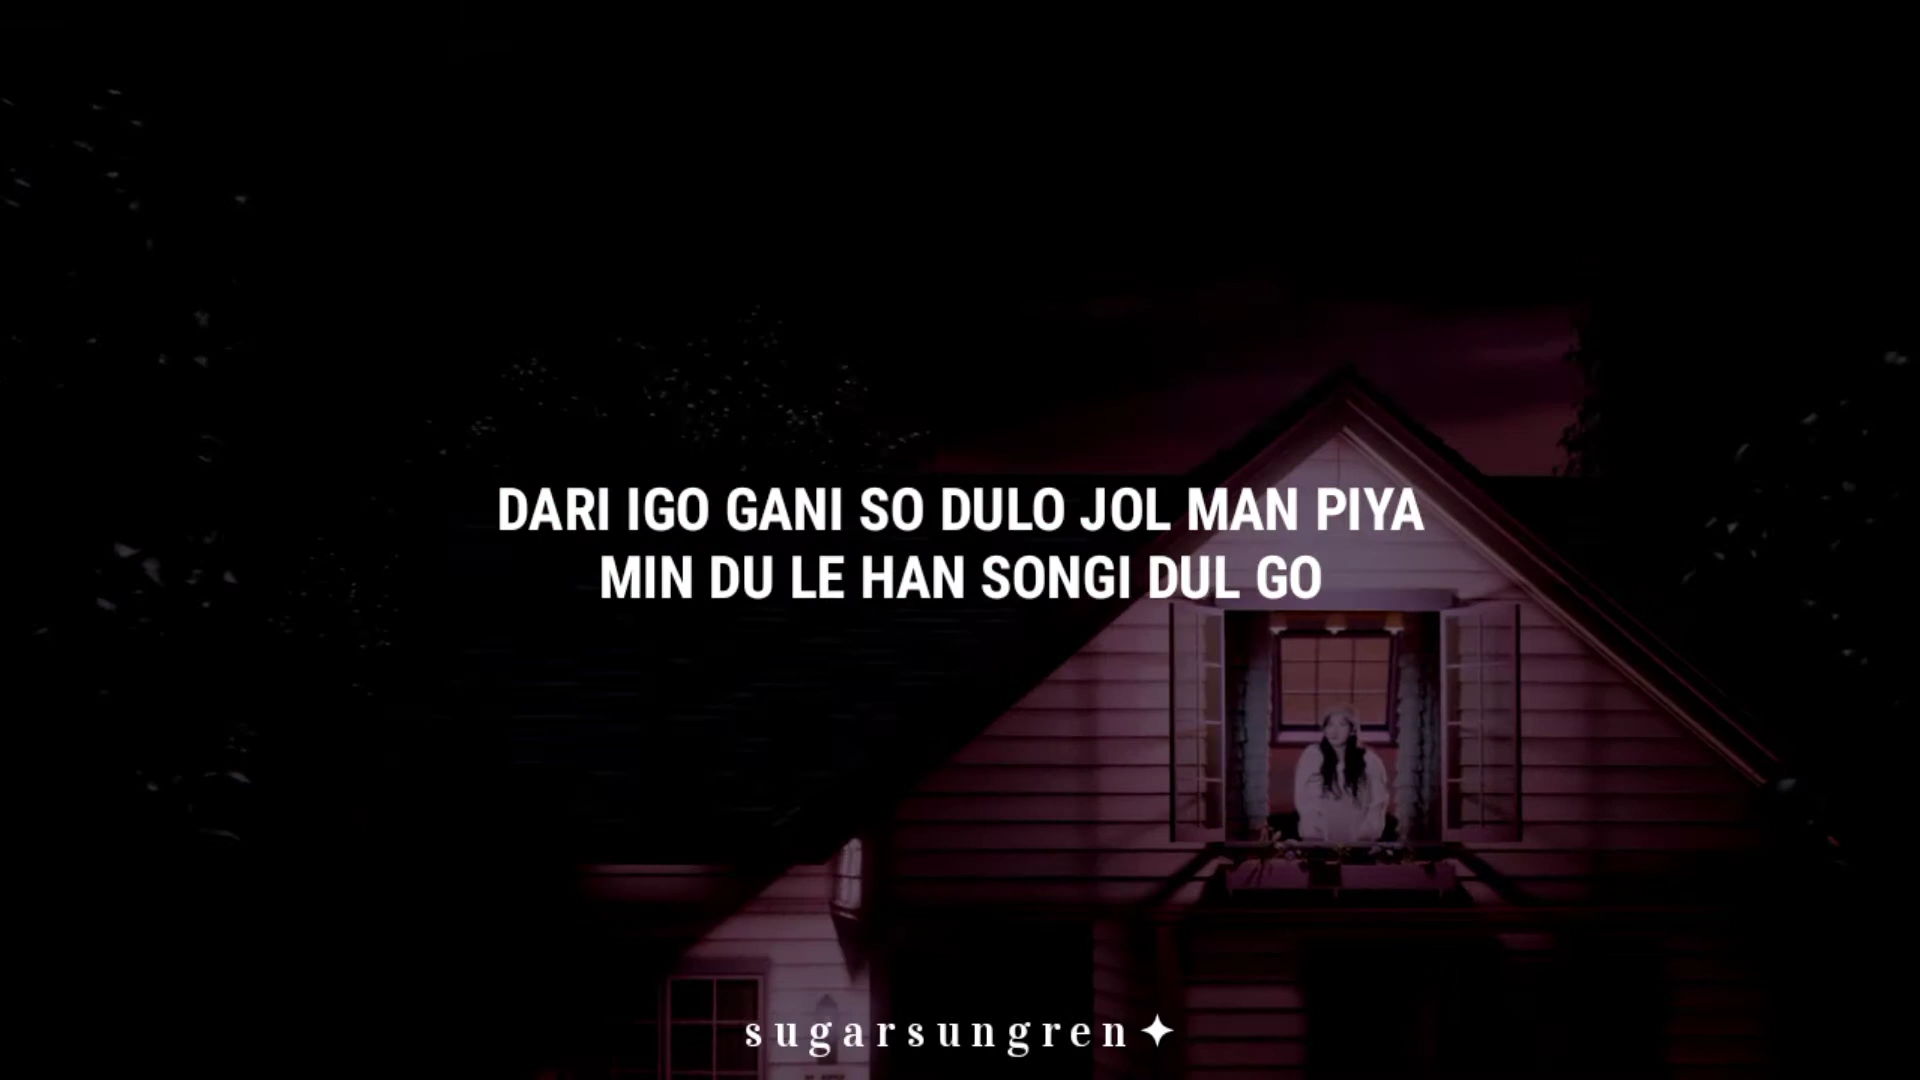 DARI IGO GANI SO DULO JOL MAN PIYA
MIN DU LE HAN SONGI DUL GO
sugarsungren